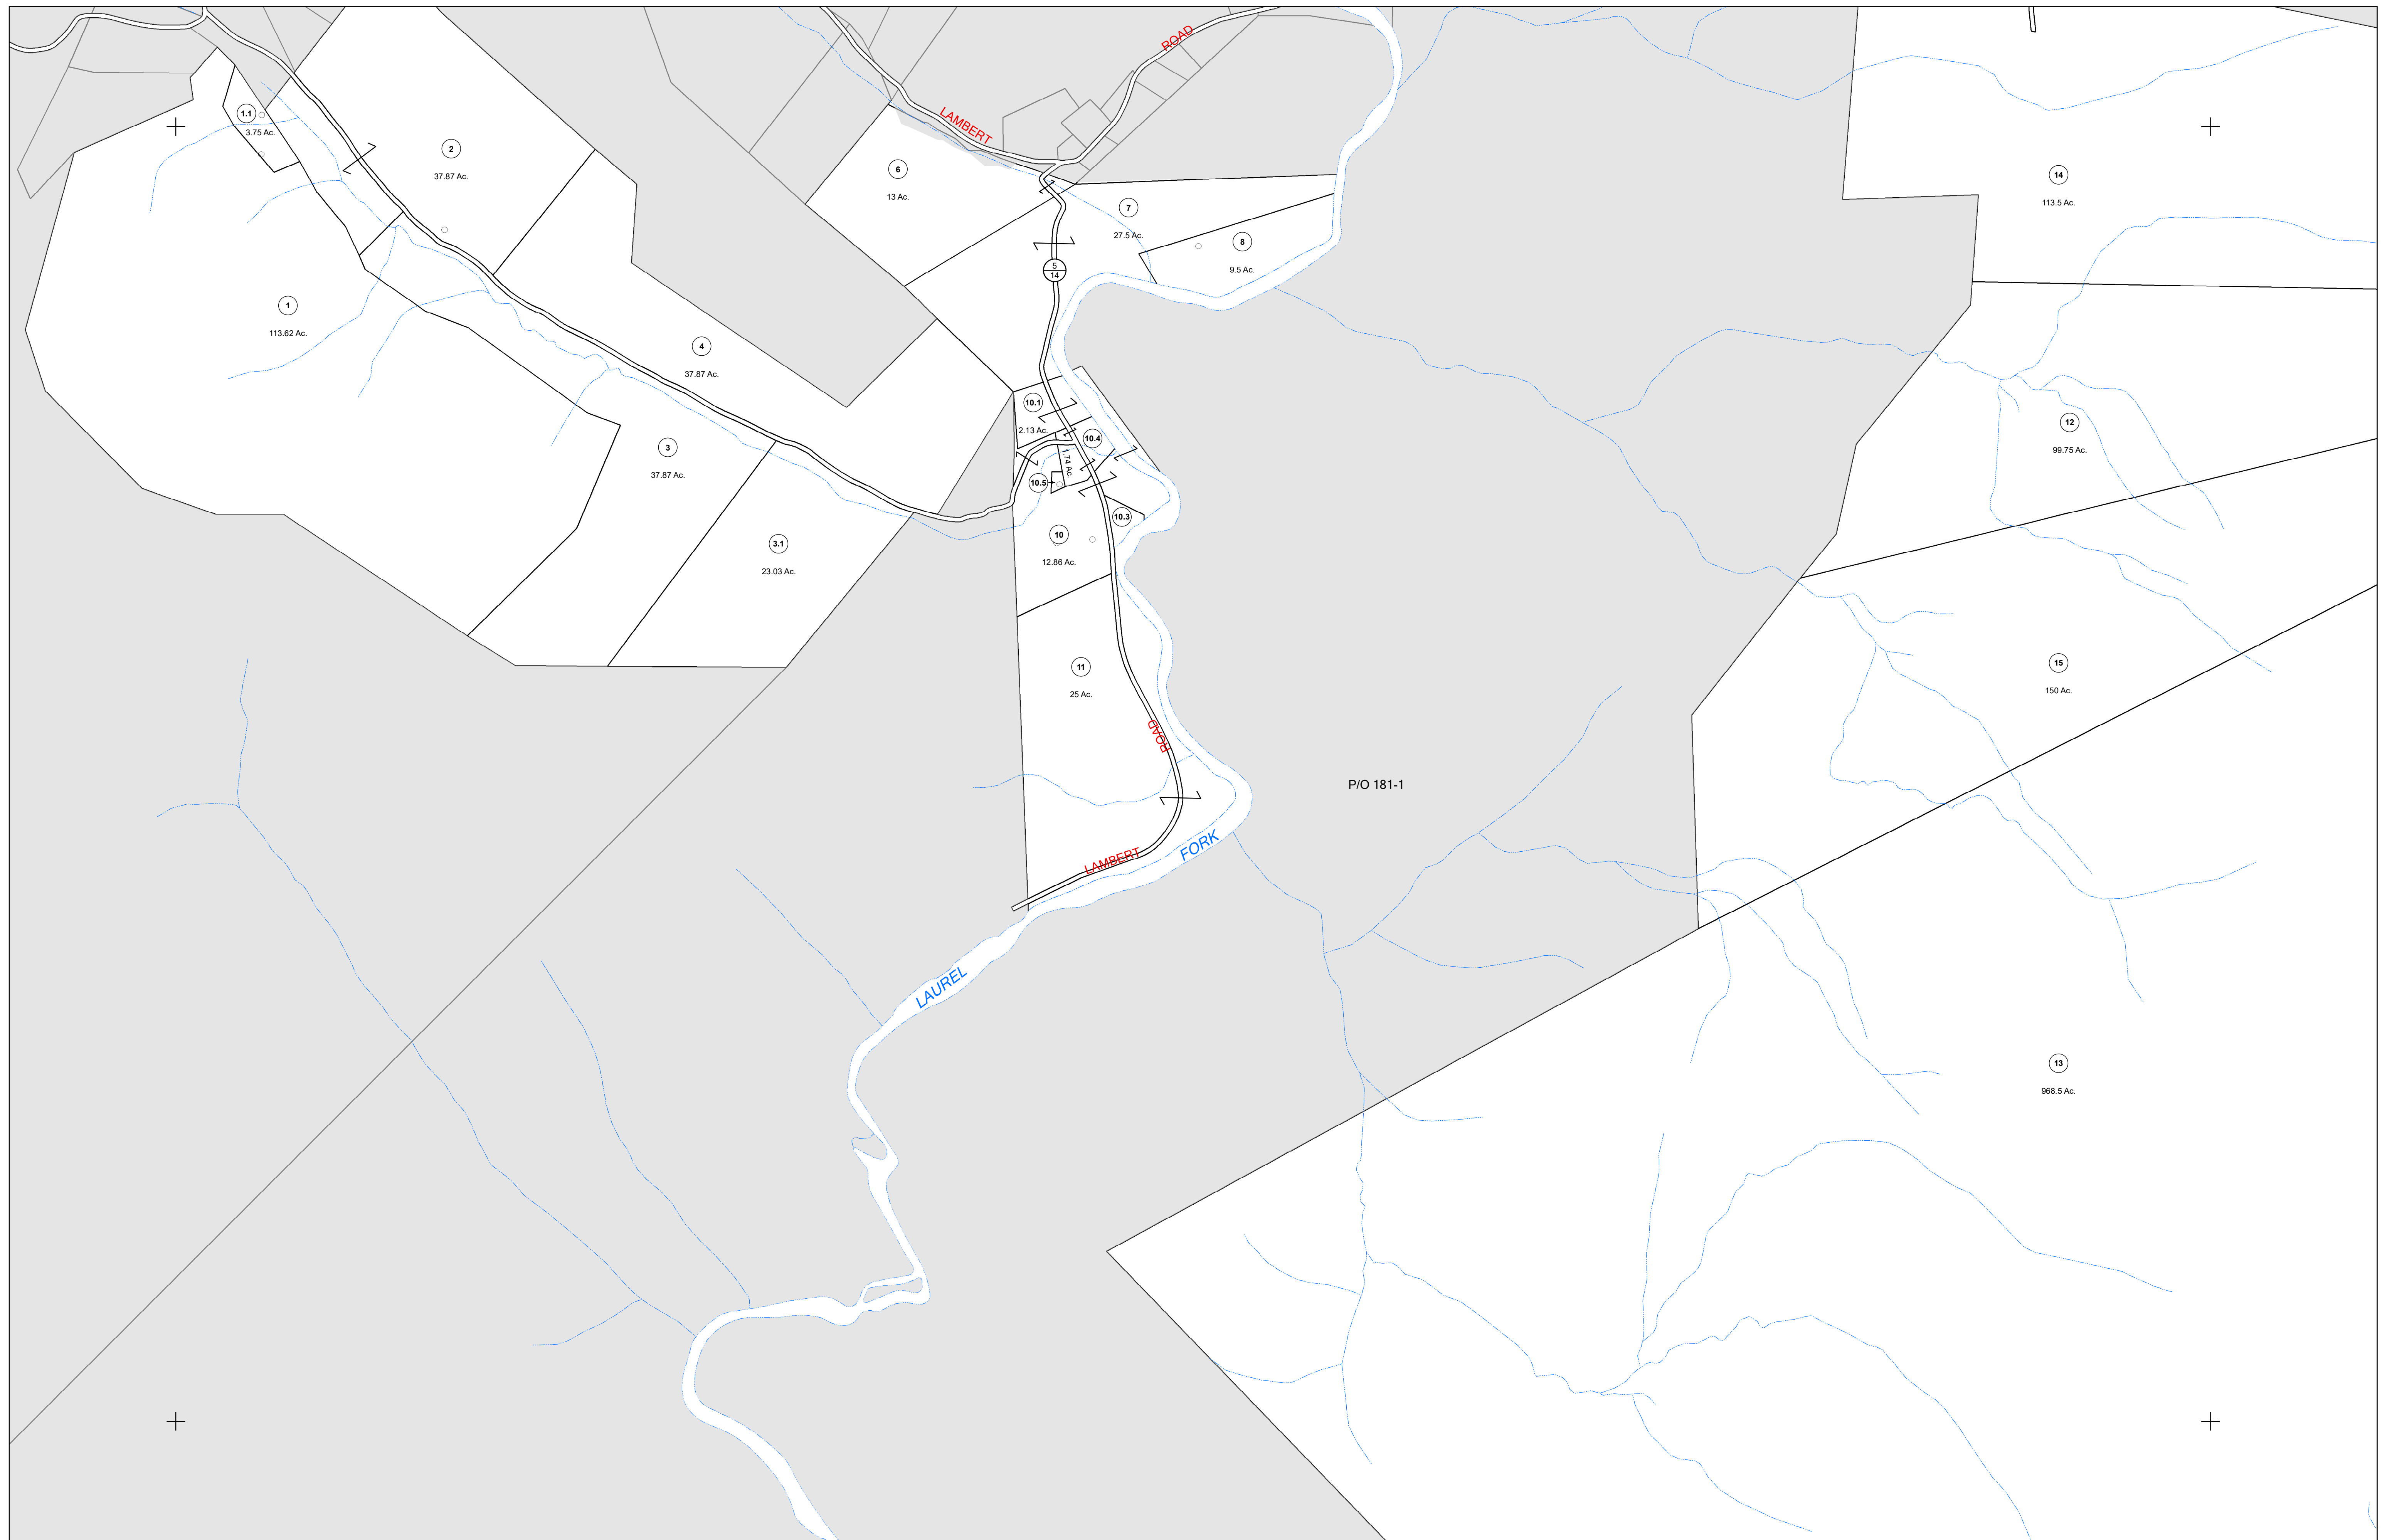 ROAD
LAMBERT
1.1
3.75 Ac.
2
37.87 Ac.
6
13 Ac.
14
113.5 Ac.
7
27.5 Ac.
8
9.5 Ac.
5
14
1
113.62 Ac.
4
37.87 Ac.
10.1
2.13 Ac.
10.4
1.74 Ac.
12
99.75 Ac.
3
37.87 Ac.
10.5
10.3
10
12.86 Ac.
3.1
23.03 Ac.
11
25 Ac.
15
150 Ac.
ROAD
P/O 181-1
LAMBERT
FORK
LAUREL
13
968.5 Ac.